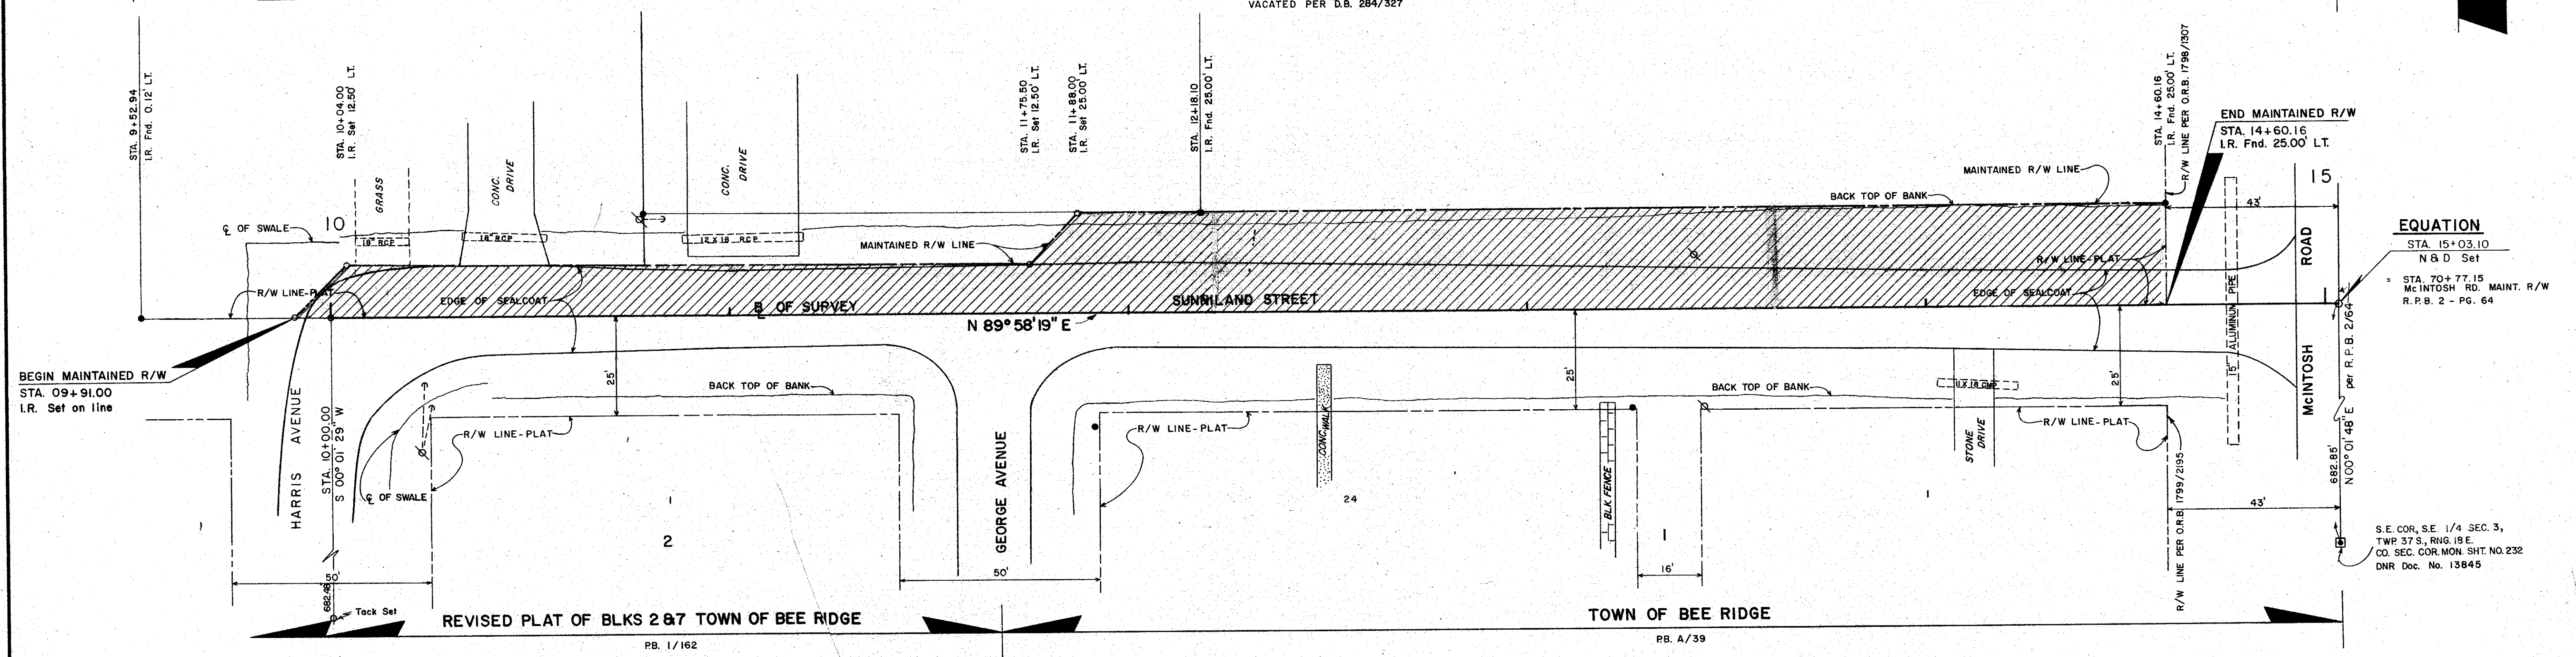 VACATED PER D.B. 284/327
STA. 9+52.94
I.R. Fnd. 0.12' LT.
STA. 10+04.00
I.R. Set 12.50' LT.
STA. 11+75.50
I.R. Set 12.50' LT.
STA. 11+88.00
I.R. Set 25.00' LT.
STA. 12+18.10
I.R. Fnd. 25.00' LT.
STA. 14+60.16
I.R. Fnd. 25.00' LT.
R/W LINE PER O.R.B. 1798/1307
END MAINTAINED R/W
STA. 14+60.16
I.R. Fnd. 25.00' LT.
MAINTAINED R/W LINE
BACK TOP OF BANK
15
43'
GRASS
CONC. DRIVE
CONC. DRIVE
℄ OF SWALE
10
18" RCP
18" RCP
12 X 18 RCP
MAINTAINED R/W LINE
EQUATION
STA. 15+03.10
N & D Set
= STA. 70+77.15
McINTOSH RD. MAINT. R/W
R.P.B. 2 - PG. 64
R/W LINE-PLAT
EDGE OF SEALCOAT
B̲L̲ OF SURVEY
SUNNILAND STREET
N 89° 58' 19" E
R/W LINE-PLAT
EDGE OF SEALCOAT
15" ALUMINUM PIPE
McINTOSH ROAD
BEGIN MAINTAINED R/W
STA. 09+91.00
I.R. Set on line
HARRIS AVENUE
STA. 10+00.00
S 00° 01' 29" W
25'
BACK TOP OF BANK
R/W LINE-PLAT
℄ OF SWALE
1
2
GEORGE AVENUE
R/W LINE-PLAT
CONC. WALK
24
25'
BLK. FENCE
1
BACK TOP OF BANK
11 X 18 CMP
STONE DRIVE
1
25'
R/W LINE-PLAT
R/W LINE PER O.R.B. 1799/2195
682.85'
N00° 01' 48" E per R.P.B. 2/64
43'
S.E. COR., S.E. 1/4 SEC. 3,
TWP. 37 S., RNG. 18 E.
CO. SEC. COR. MON. SHT. NO. 232
DNR Doc. No. 13845
50'
50'
16'
682.48'
Tack Set
REVISED PLAT OF BLKS 2 & 7 TOWN OF BEE RIDGE
P.B. 1/162
TOWN OF BEE RIDGE
P.B. A/39